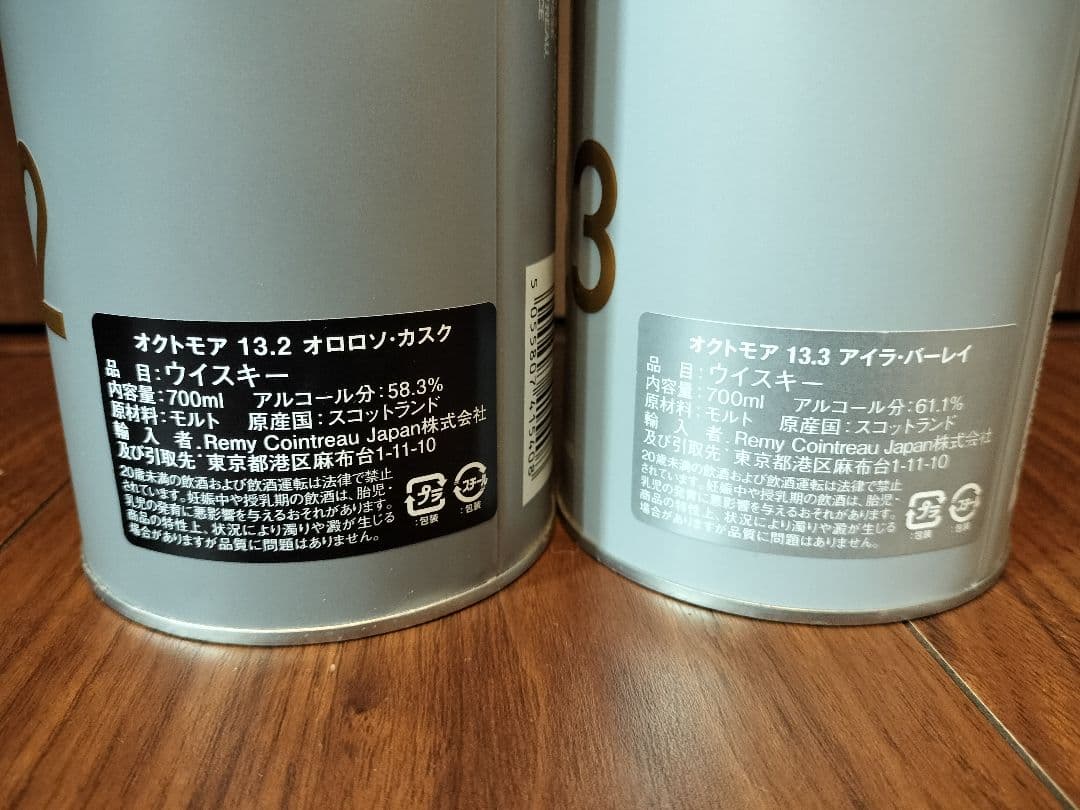 2
オクトモア 13.2 オロロソ・カスク
品 目:ウイスキー
内容量:700ml アルコール分:58.3%
原材料:モルト 原産国:スコットランド
輸 入 者.Remy Cointreau Japan株式会社
及び引取先:東京都港区麻布台1-11-10
20歳未満の飲酒および飲酒運転は法律で禁止
されています。妊娠中や授乳期の飲酒は、胎児・
乳児の発育に悪影響を与えるおそれがあります。
商品の特性上、状況により濁りや澱が生じる
場合がありますが品質に問題はありません。
プラ
:包装
スチール
:包装
5 055807 415408
3
オクトモア 13.3 アイラ・バーレイ
品 目:ウイスキー
内容量:700ml アルコール分:61.1%
原材料:モルト 原産国:スコットランド
輸 入 者.Remy Cointreau Japan株式会社
及び引取先:東京都港区麻布台1-11-10
20歳未満の飲酒および飲酒運転は法律で禁止
されています。妊娠中や授乳期の飲酒は、胎児・
乳児の発育に悪影響を与えるおそれがあります。
商品の特性上、状況により濁りや澱が生じる
場合がありますが品質に問題はありません。
プラ
:包装
スチール
:包装